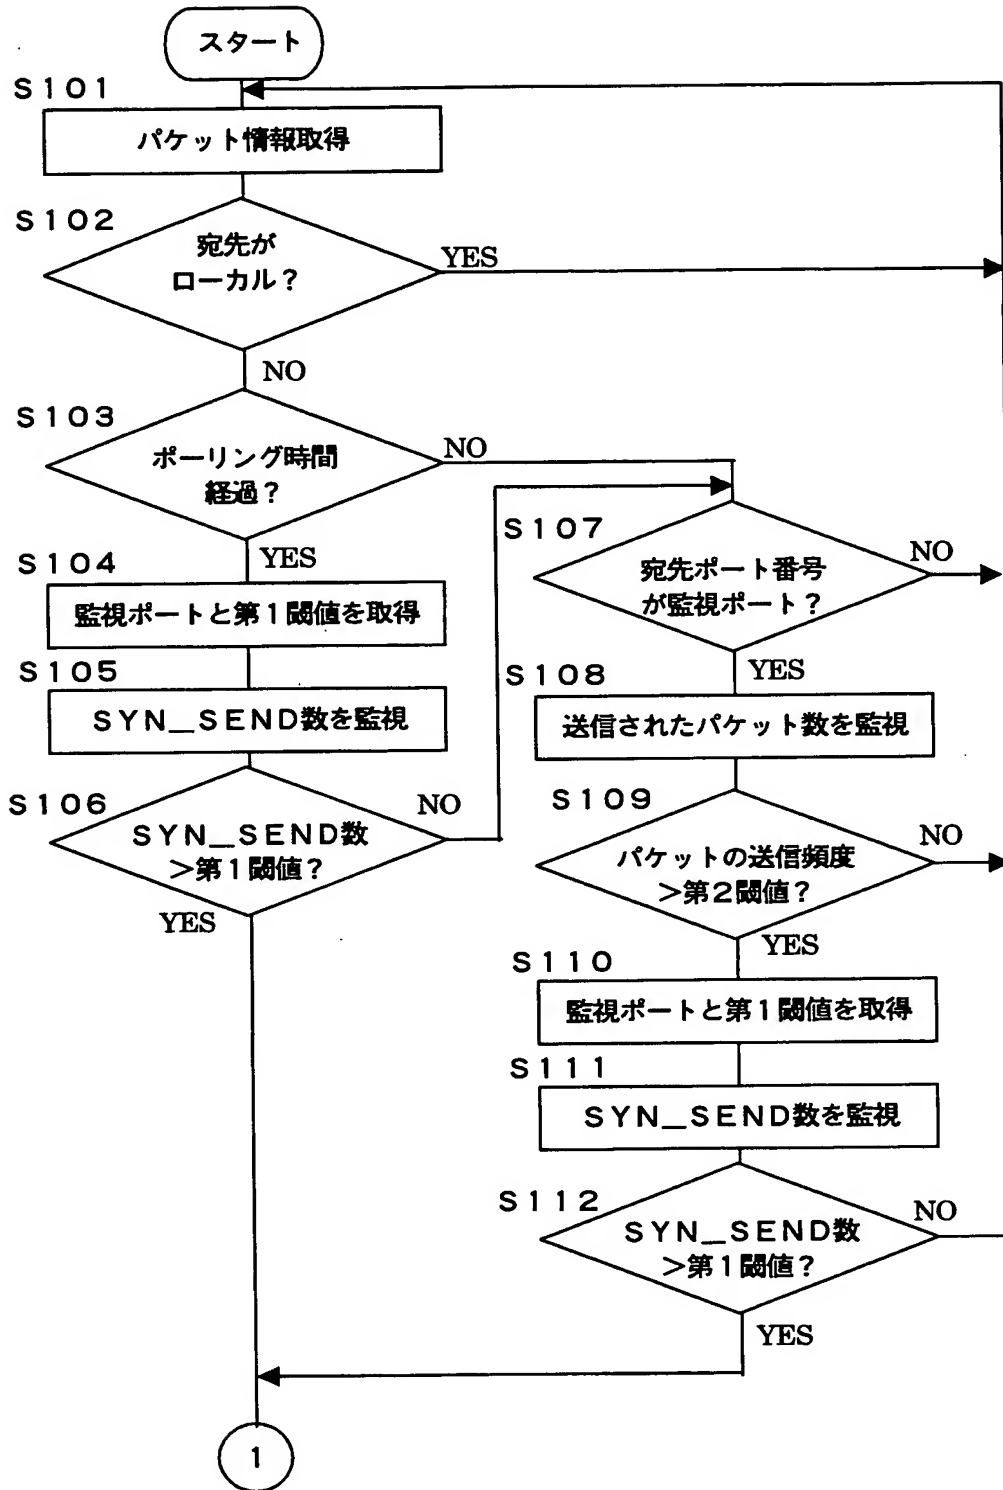 スタート
S101
パケット情報取得
S102
宛先が
ローカル？
YES
NO
S103
ポーリング時間
経過？
NO
YES
S104
監視ポートと第1閾値を取得
S105
SYN_SEND数を監視
S106
SYN_SEND数
＞第1閾値？
NO
YES
S107
宛先ポート番号
が監視ポート？
NO
YES
S108
送信されたパケット数を監視
S109
パケットの送信頻度
＞第2閾値？
NO
YES
S110
監視ポートと第1閾値を取得
S111
SYN_SEND数を監視
S112
SYN_SEND数
＞第1閾値？
NO
YES
1